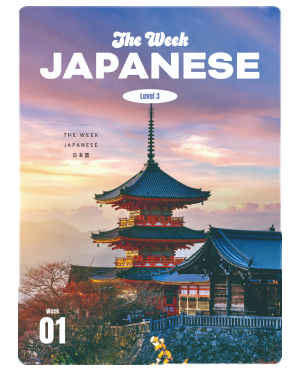 The Week
JAPANESE
Level 3
THE WEEK
JAPANESE
日本語
Week
01